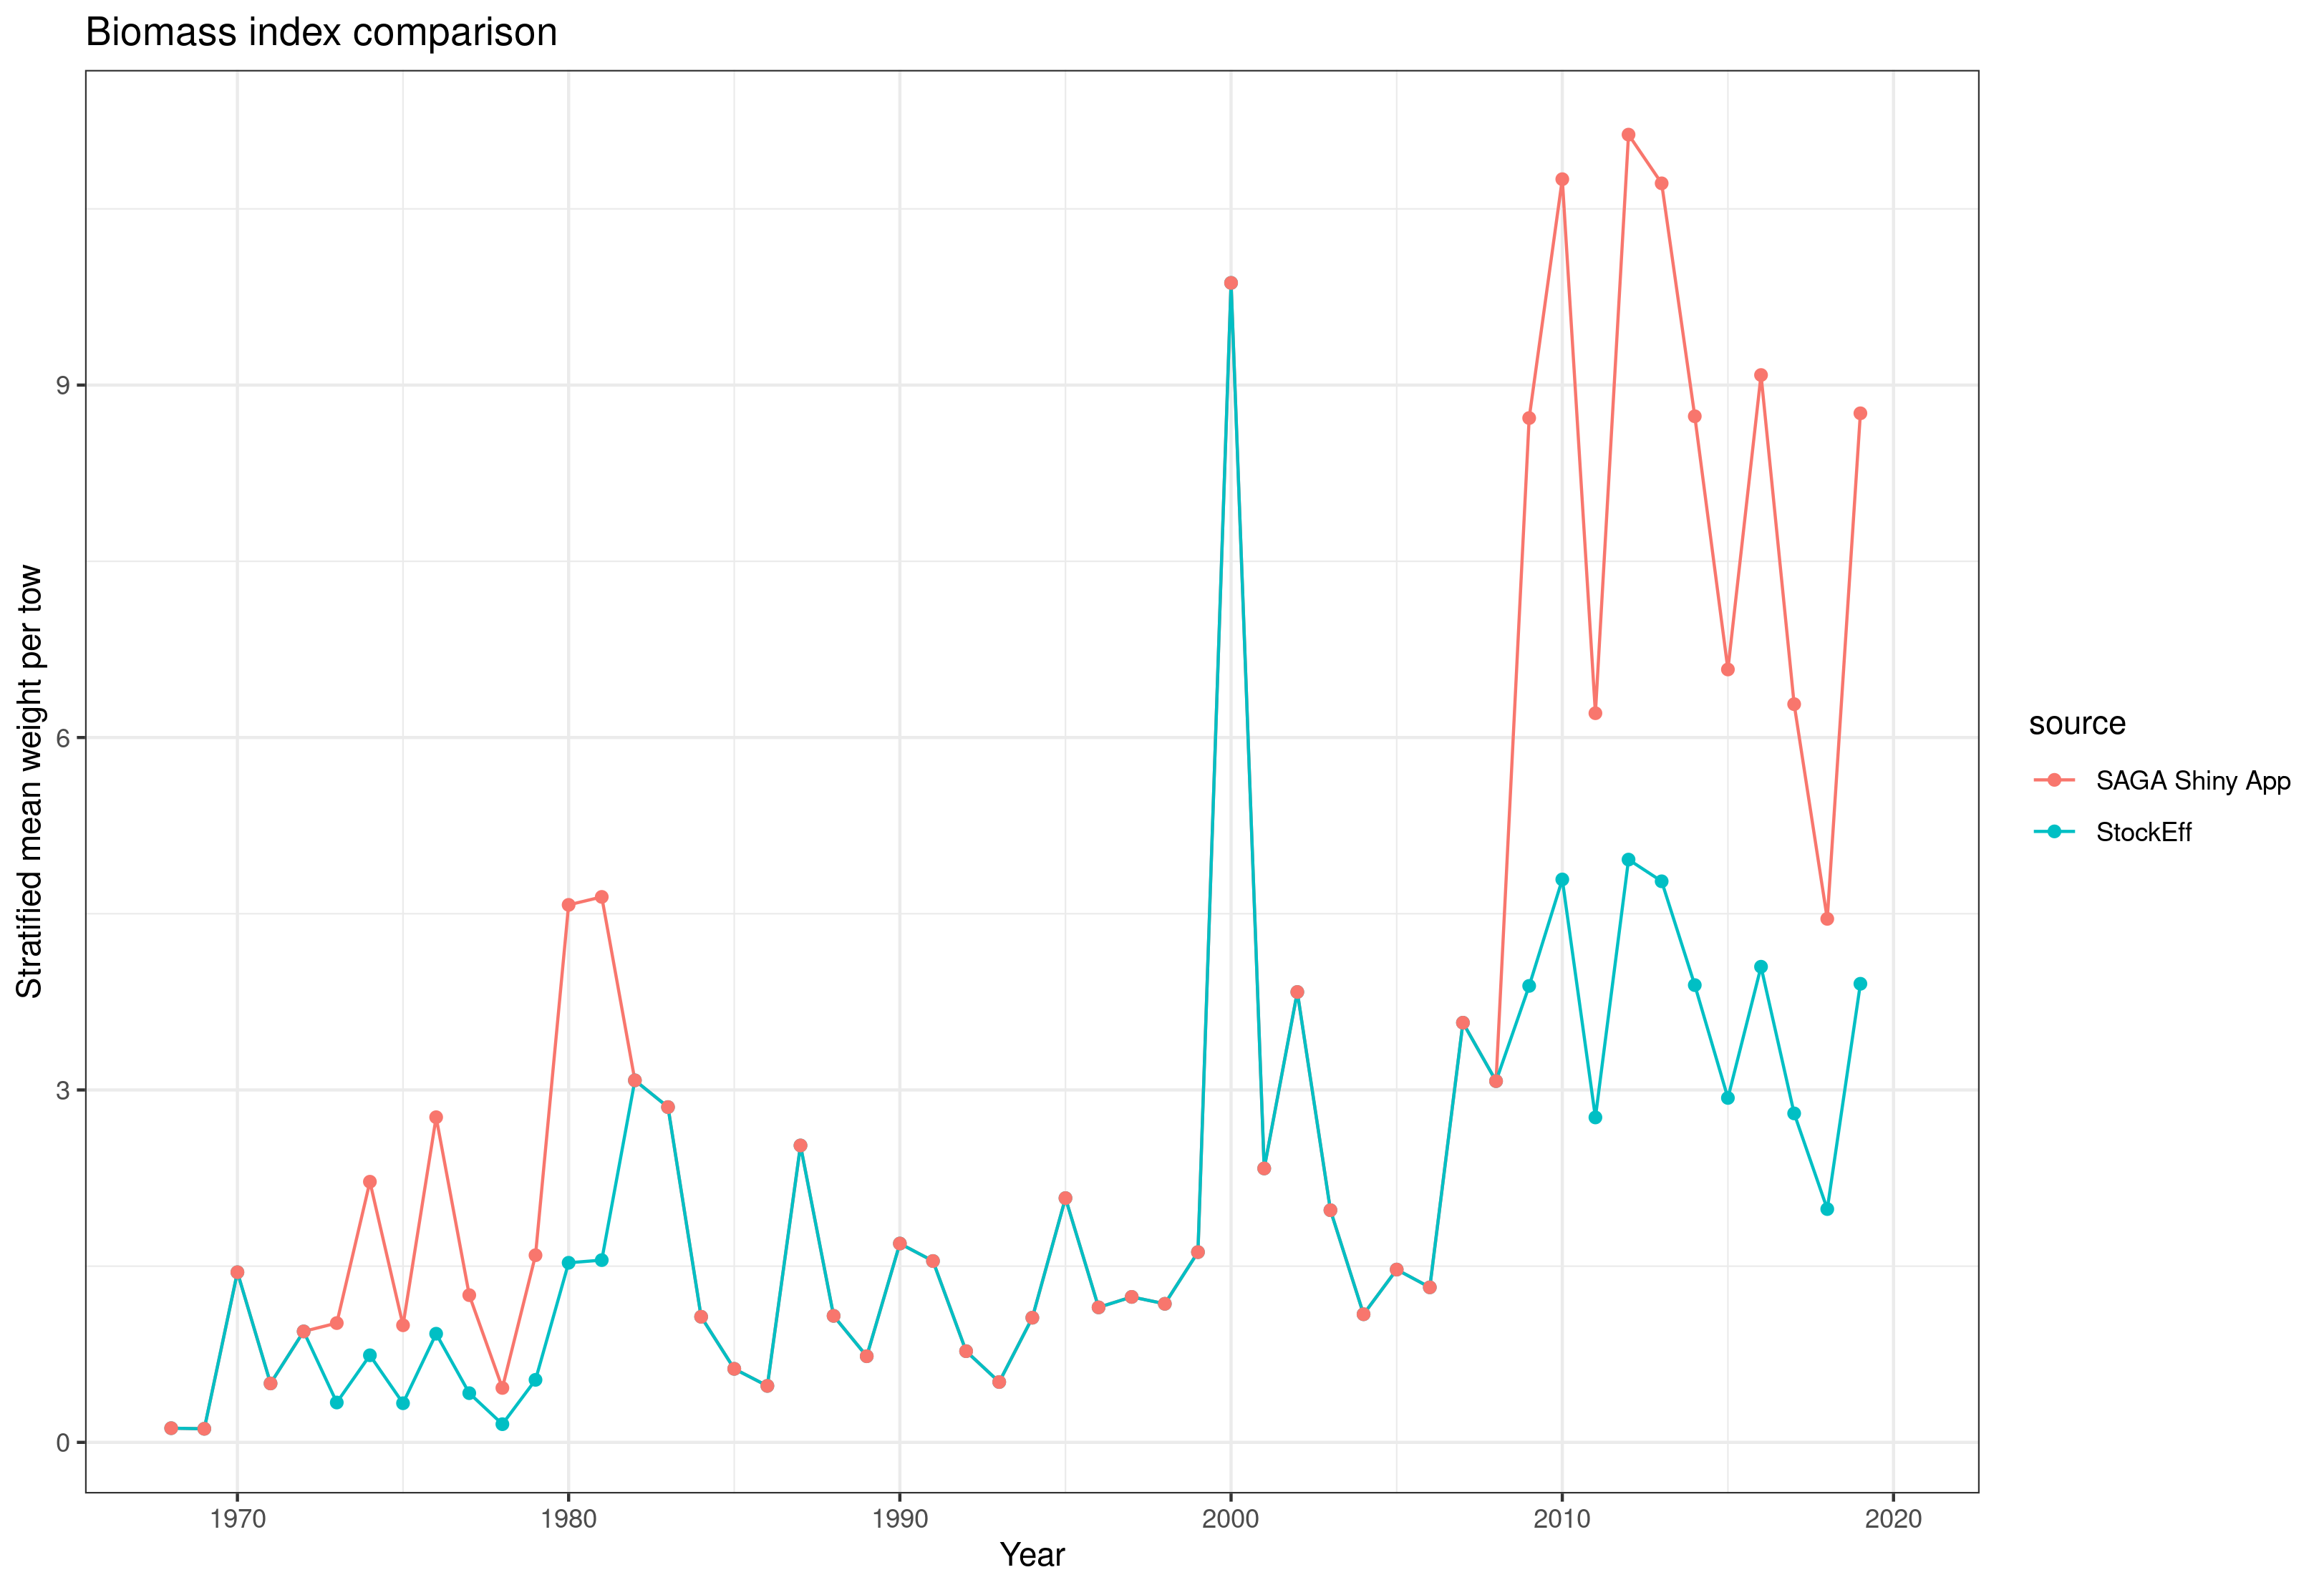 Biomass index comparison
Stratified mean weight per tow
9
6
3
0
1970 1980 1990 2000 2010 2020
Year
source
SAGA Shiny App
StockEff